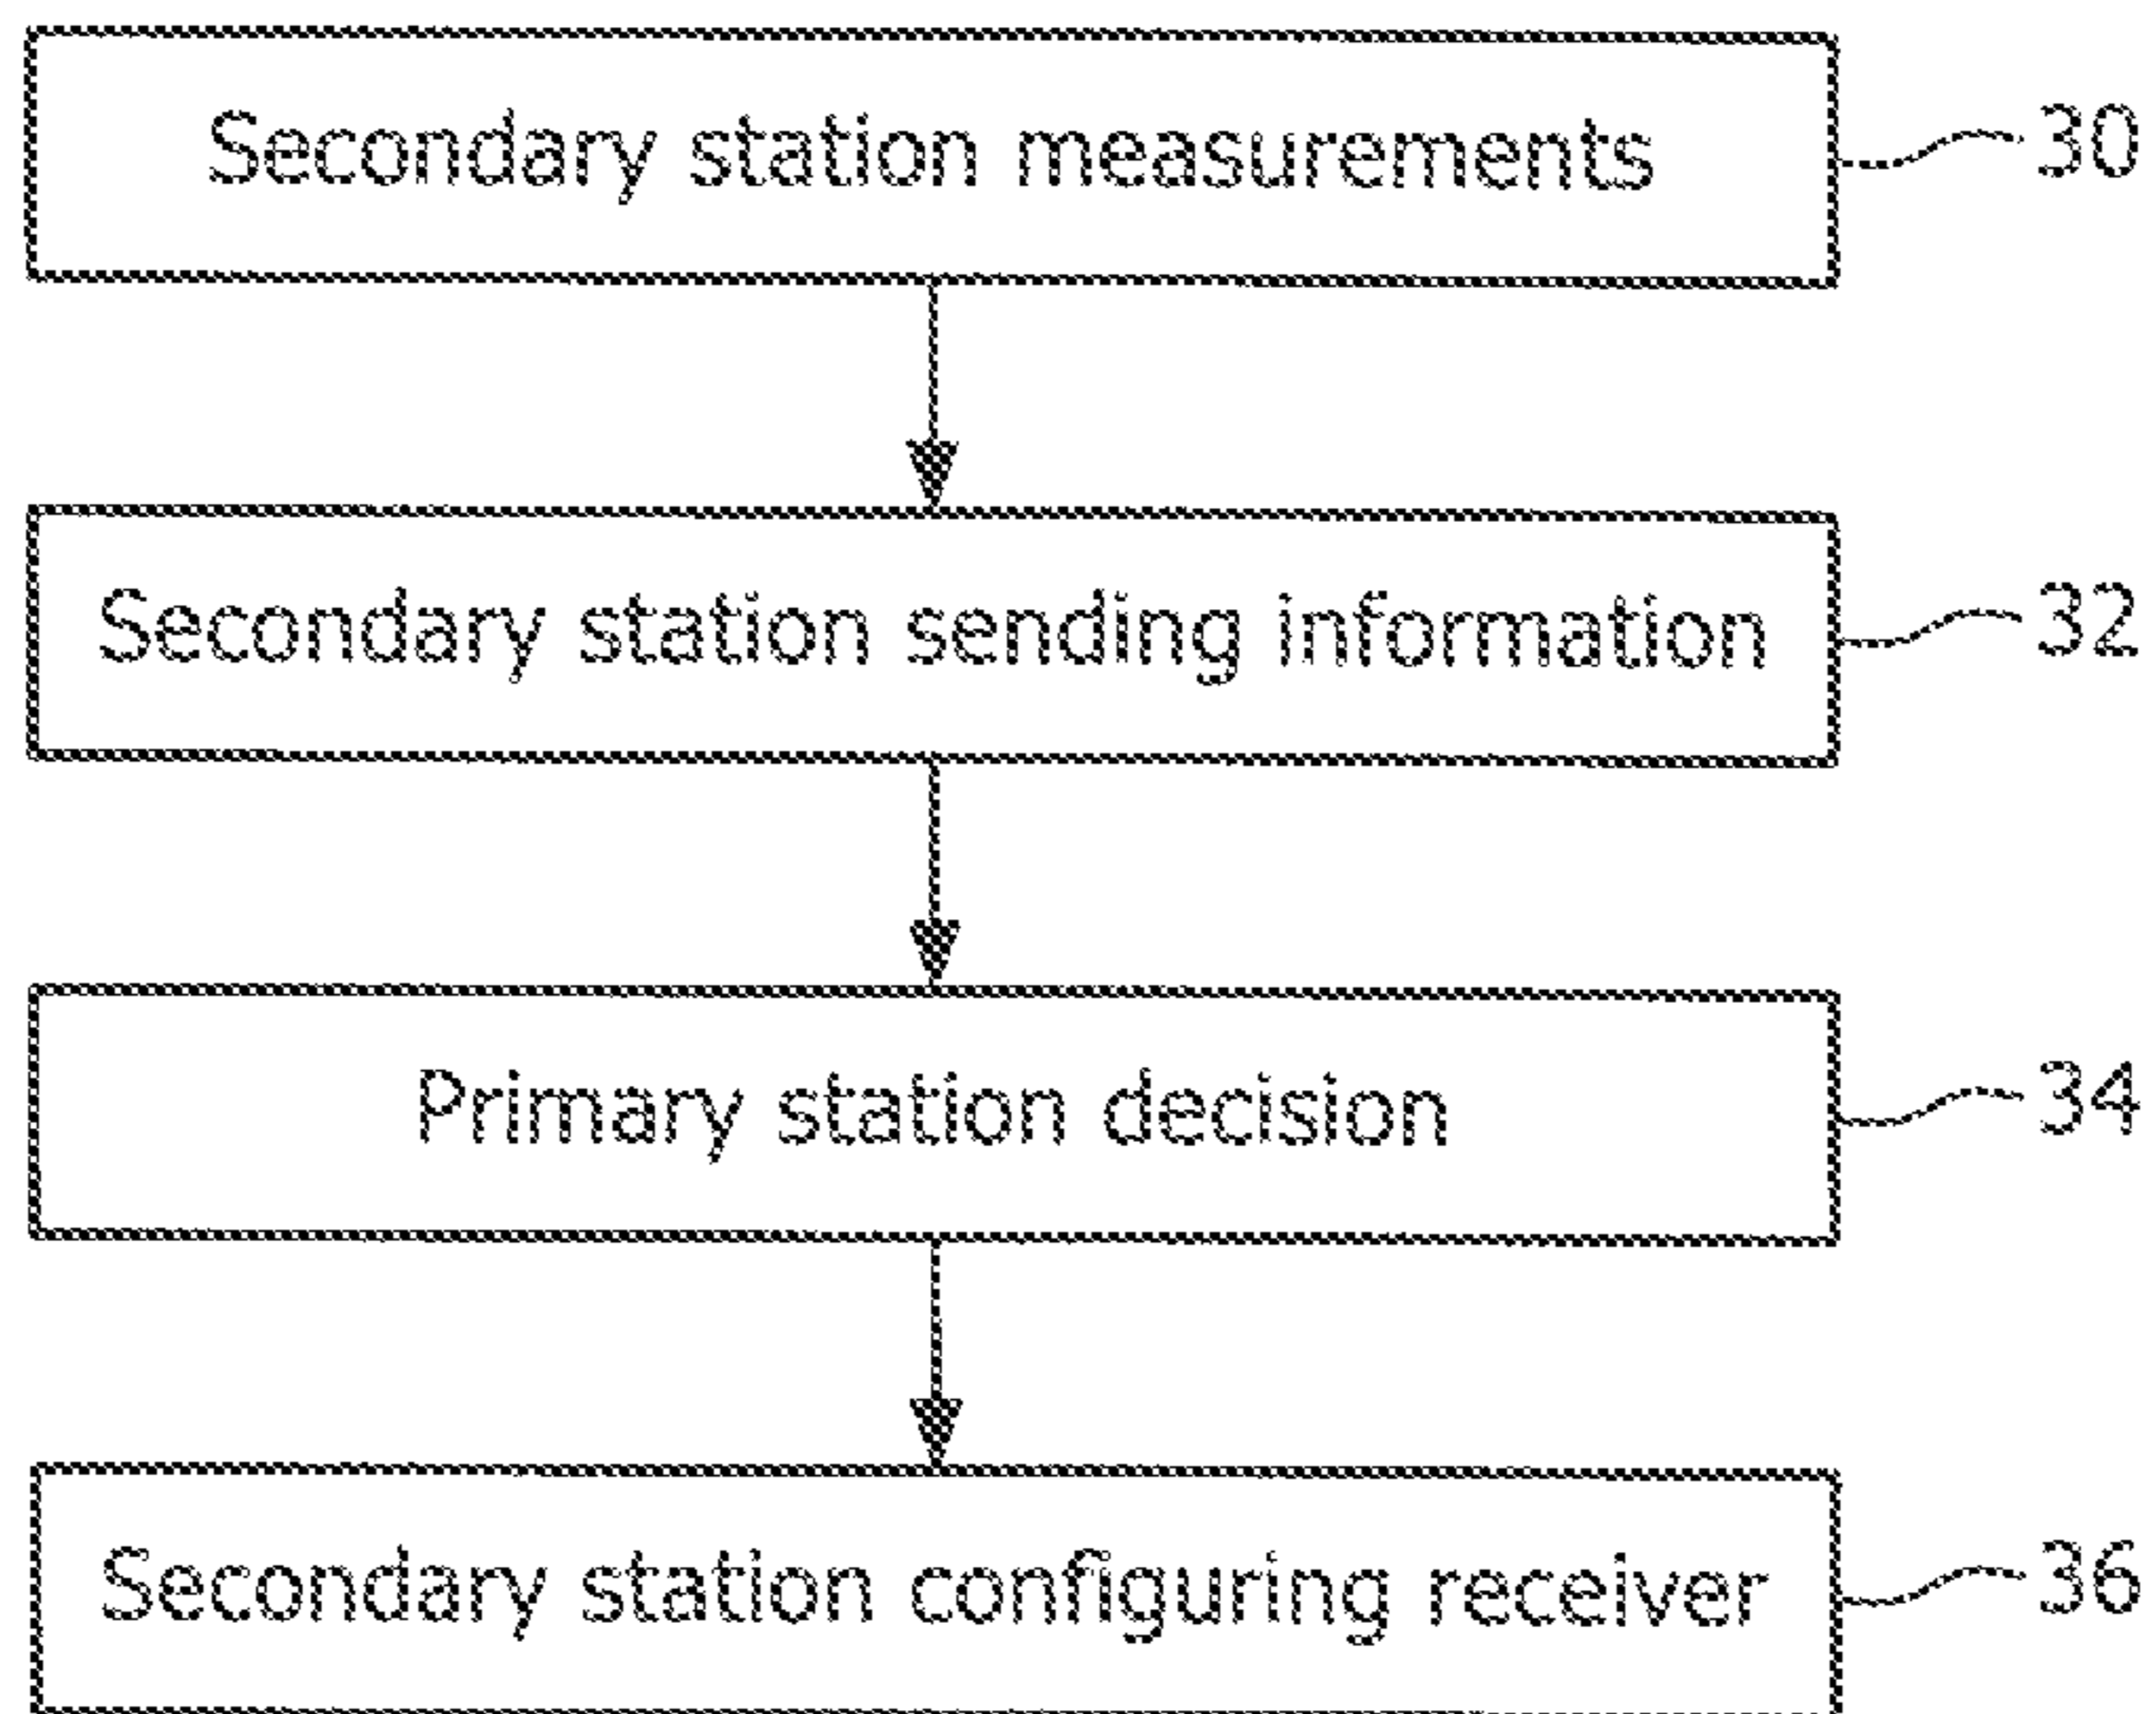 Secondary station measurements 30
Secondary station sending information 32
Primary station decision 34
Secondary station configuring receiver 36